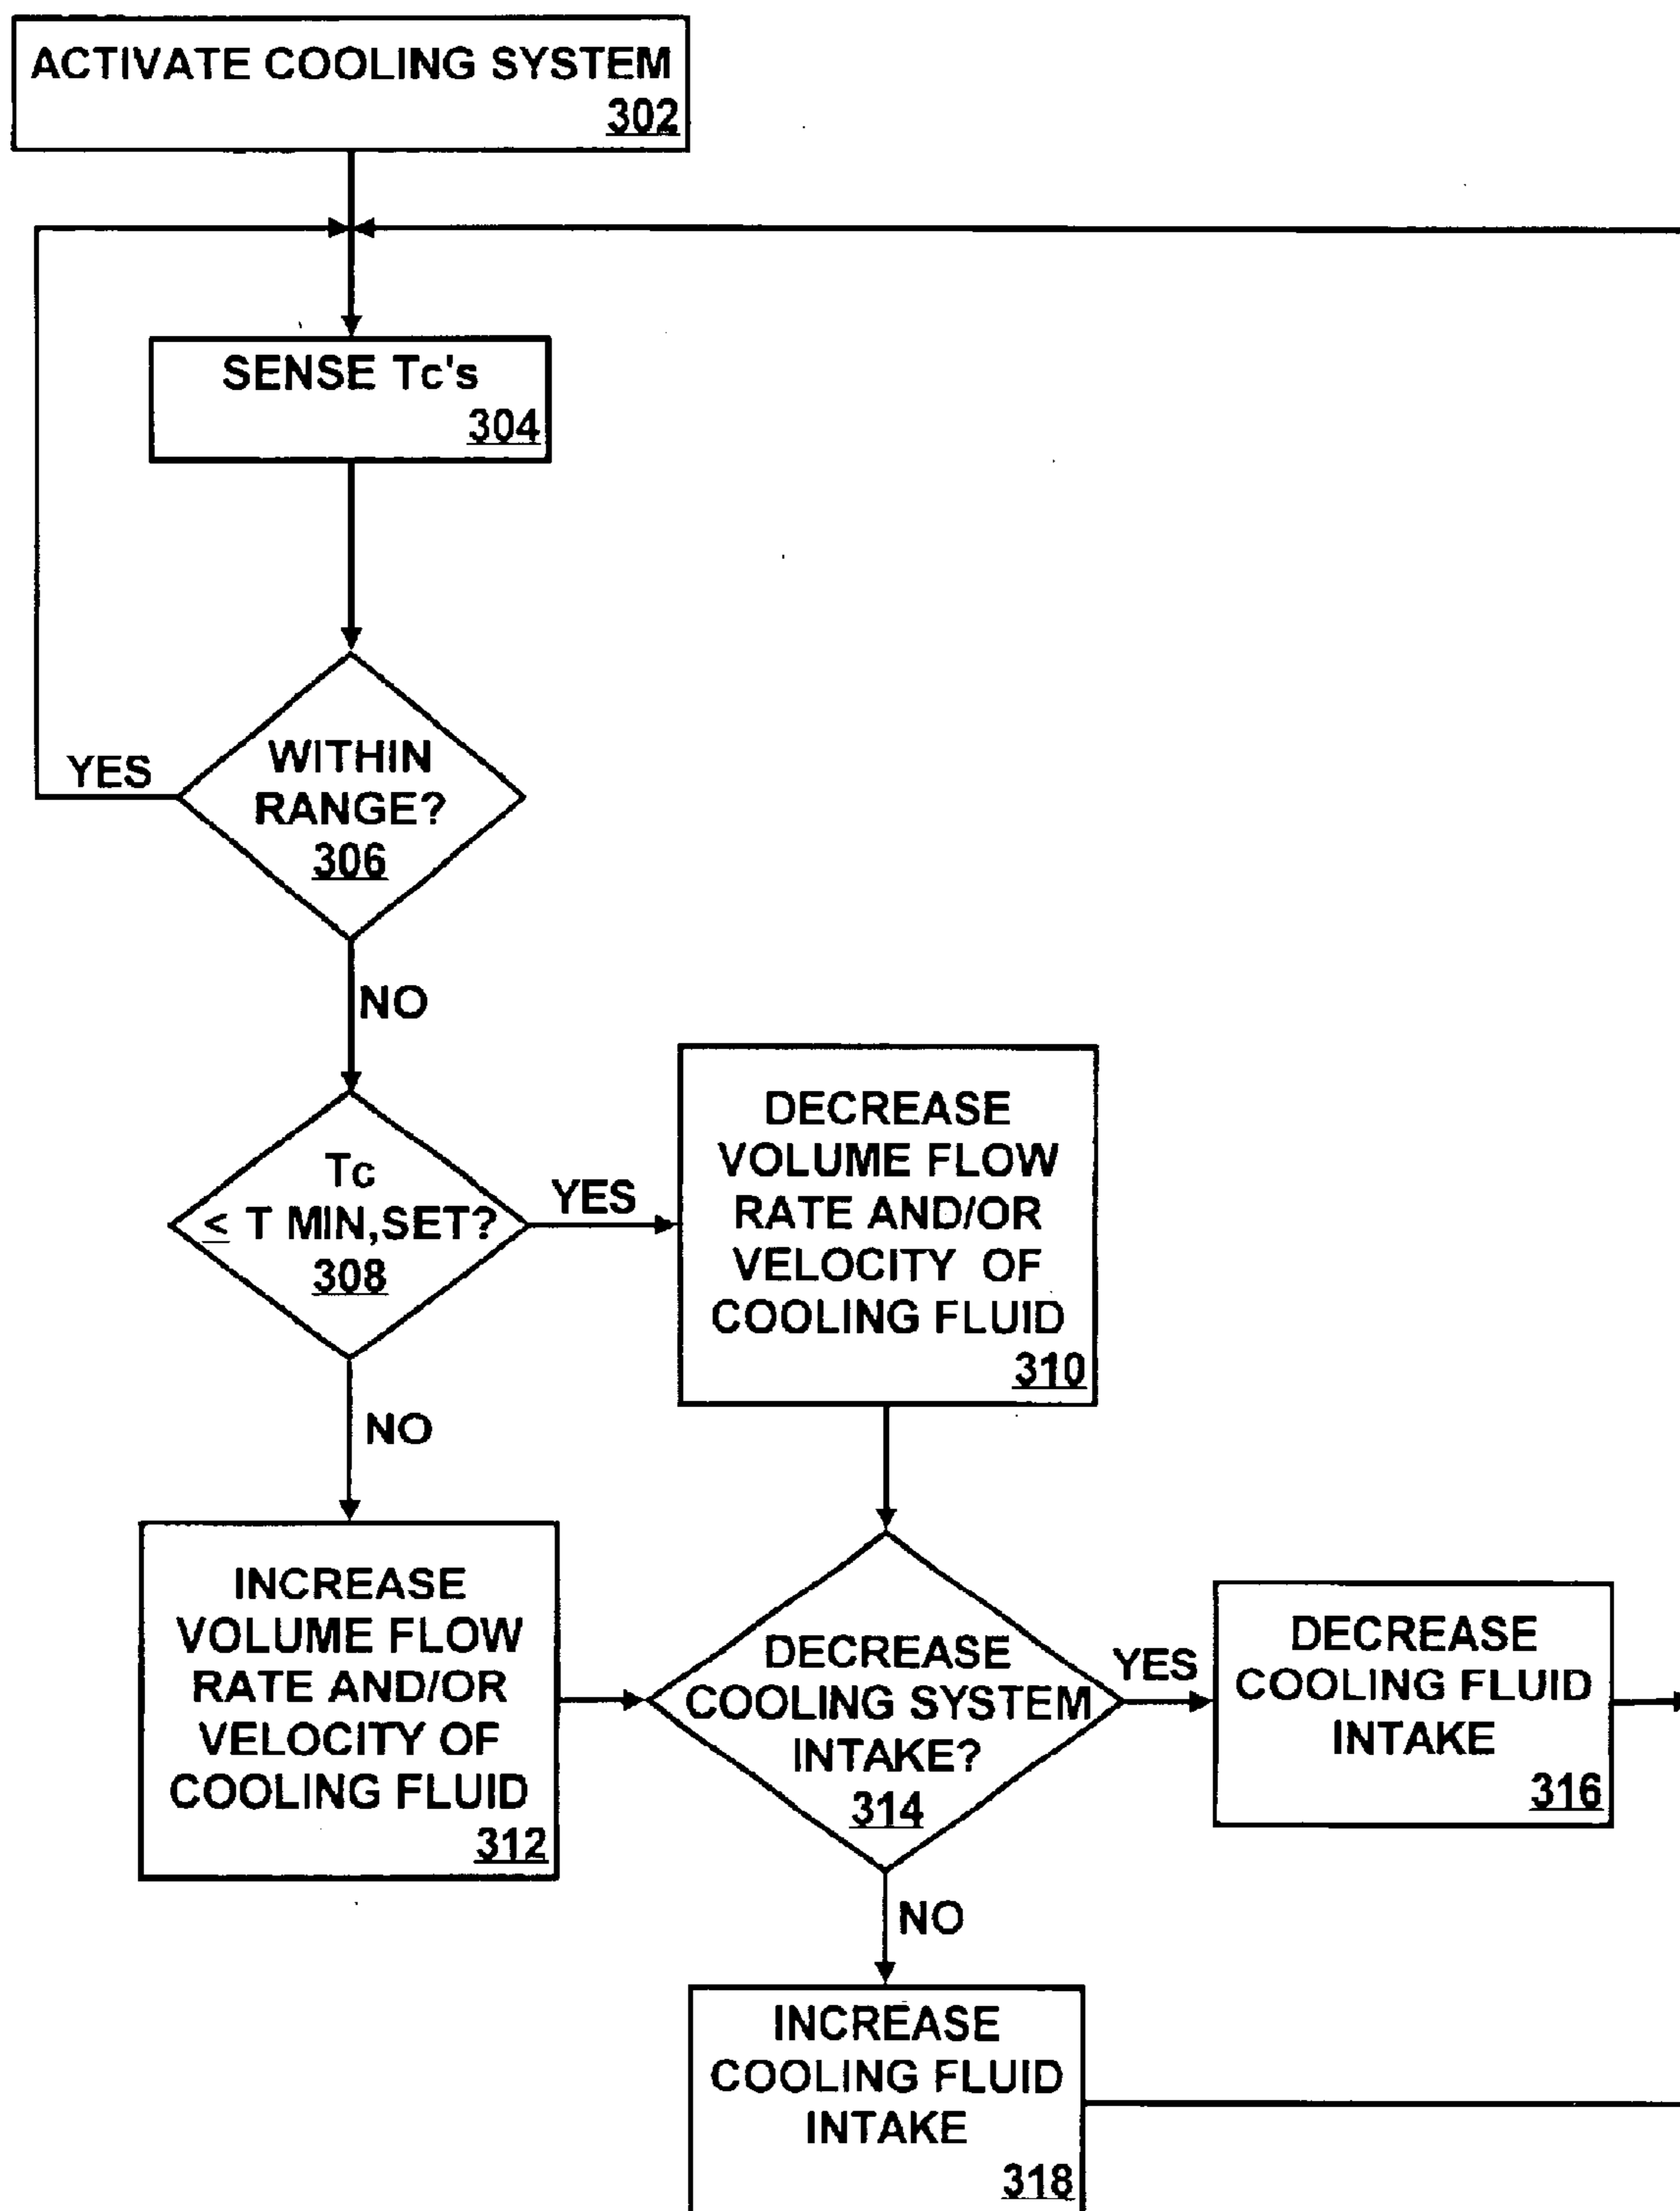 ACTIVATE COOLING SYSTEM
302
SENSE Tc's
304
WITHIN
RANGE?
306
YES
NO
Tc
≤ T MIN,SET?
308
YES
NO
DECREASE
VOLUME FLOW
RATE AND/OR
VELOCITY OF
COOLING FLUID
310
INCREASE
VOLUME FLOW
RATE AND/OR
VELOCITY OF
COOLING FLUID
312
DECREASE
COOLING SYSTEM
INTAKE?
314
YES
NO
DECREASE
COOLING FLUID
INTAKE
316
INCREASE
COOLING FLUID
INTAKE
318